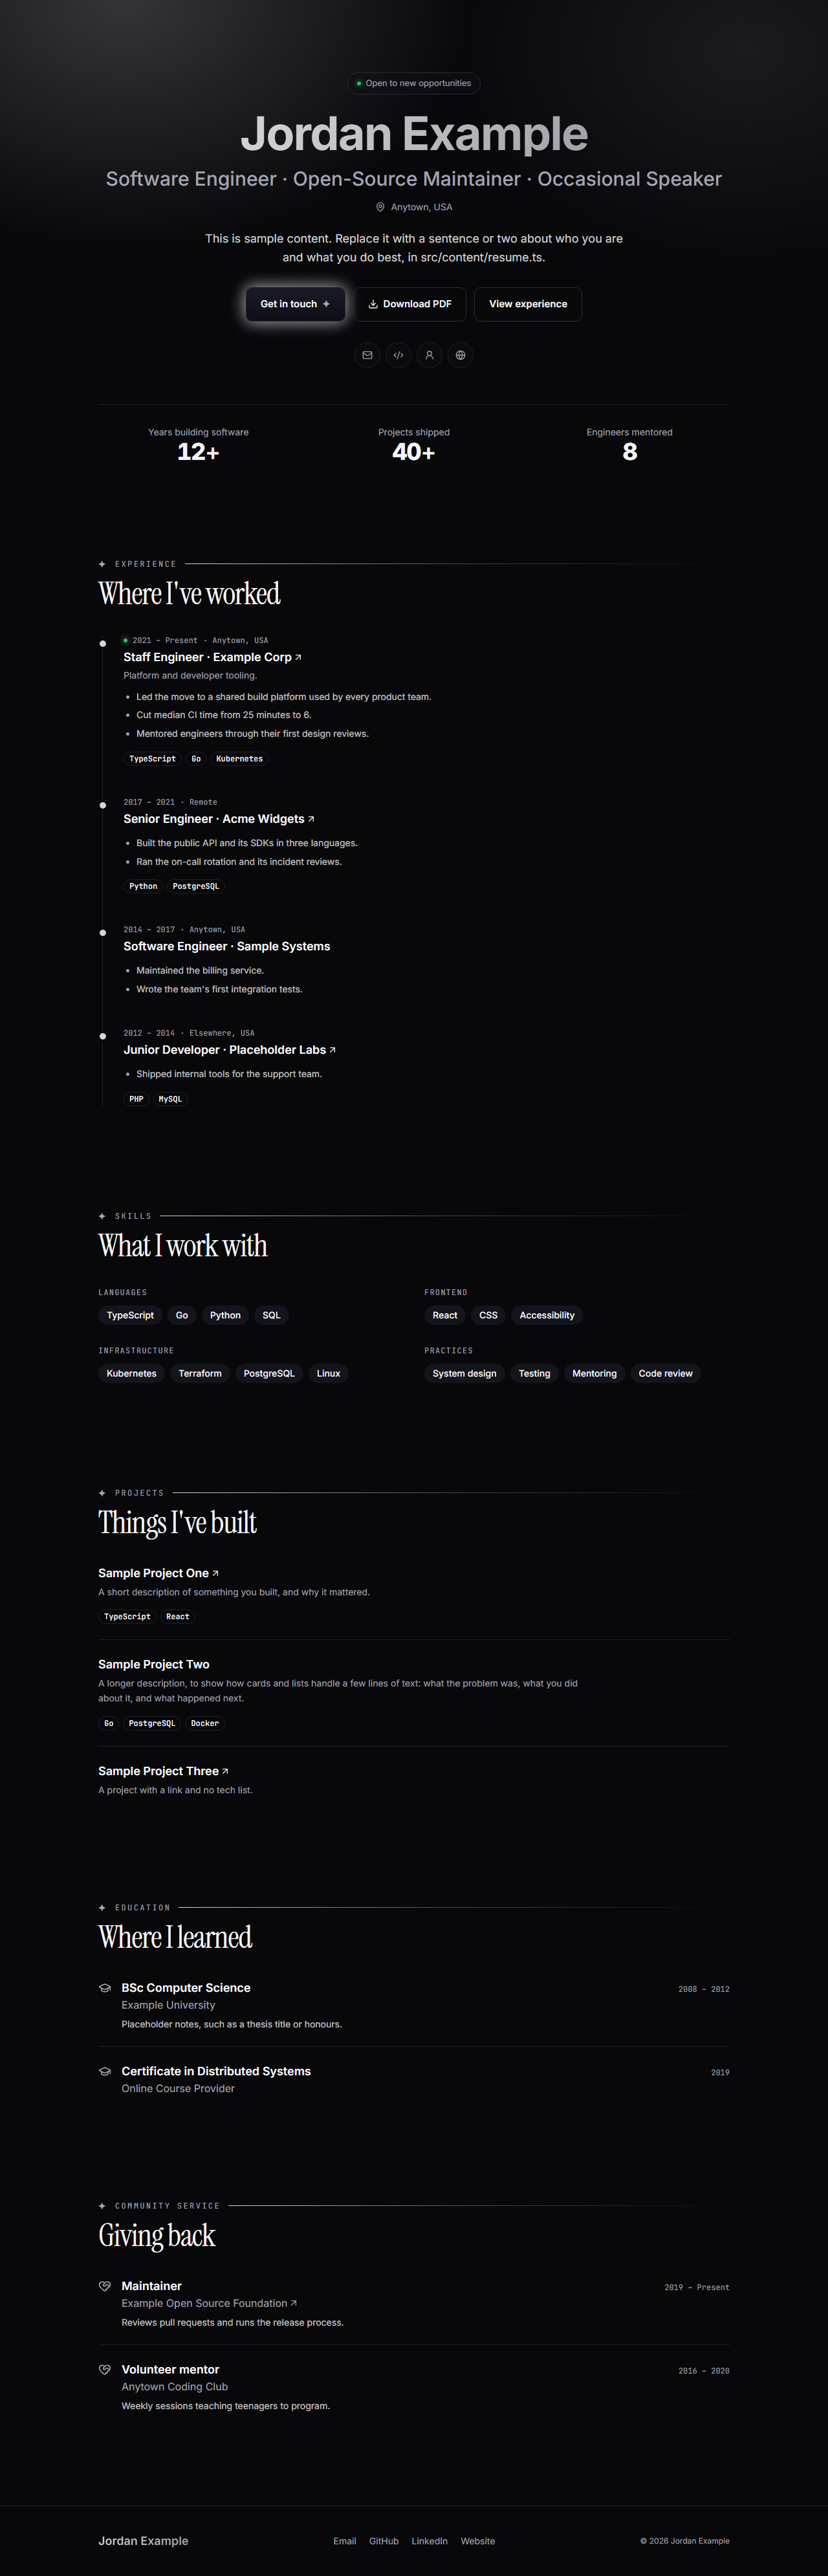 Open to new opportunities
Jordan Example
Software Engineer · Open-Source Maintainer · Occasional Speaker
Anytown, USA
This is sample content. Replace it with a sentence or two about who you are
and what you do best, in src/content/resume.ts.
Get in touch
Download PDF
View experience
Years building software
12+
Projects shipped
40+
Engineers mentored
8
EXPERIENCE
Where I've worked
2021 – Present · Anytown, USA
Staff Engineer · Example Corp
Platform and developer tooling.
Led the move to a shared build platform used by every product team.
Cut median CI time from 25 minutes to 6.
Mentored engineers through their first design reviews.
TypeScript Go Kubernetes
2017 – 2021 · Remote
Senior Engineer · Acme Widgets
Built the public API and its SDKs in three languages.
Ran the on-call rotation and its incident reviews.
Python PostgreSQL
2014 – 2017 · Anytown, USA
Software Engineer · Sample Systems
Maintained the billing service.
Wrote the team's first integration tests.
2012 – 2014 · Elsewhere, USA
Junior Developer · Placeholder Labs
Shipped internal tools for the support team.
PHP MySQL
SKILLS
What I work with
LANGUAGES
TypeScript Go Python SQL
FRONTEND
React CSS Accessibility
INFRASTRUCTURE
Kubernetes Terraform PostgreSQL Linux
PRACTICES
System design Testing Mentoring Code review
PROJECTS
Things I've built
Sample Project One
A short description of something you built, and why it mattered.
TypeScript React
Sample Project Two
A longer description, to show how cards and lists handle a few lines of text: what the problem was, what you did
about it, and what happened next.
Go PostgreSQL Docker
Sample Project Three
A project with a link and no tech list.
EDUCATION
Where I learned
BSc Computer Science
2008 – 2012
Example University
Placeholder notes, such as a thesis title or honours.
Certificate in Distributed Systems
2019
Online Course Provider
COMMUNITY SERVICE
Giving back
Maintainer
2019 – Present
Example Open Source Foundation
Reviews pull requests and runs the release process.
Volunteer mentor
2016 – 2020
Anytown Coding Club
Weekly sessions teaching teenagers to program.
Jordan Example
Email GitHub LinkedIn Website
© 2026 Jordan Example